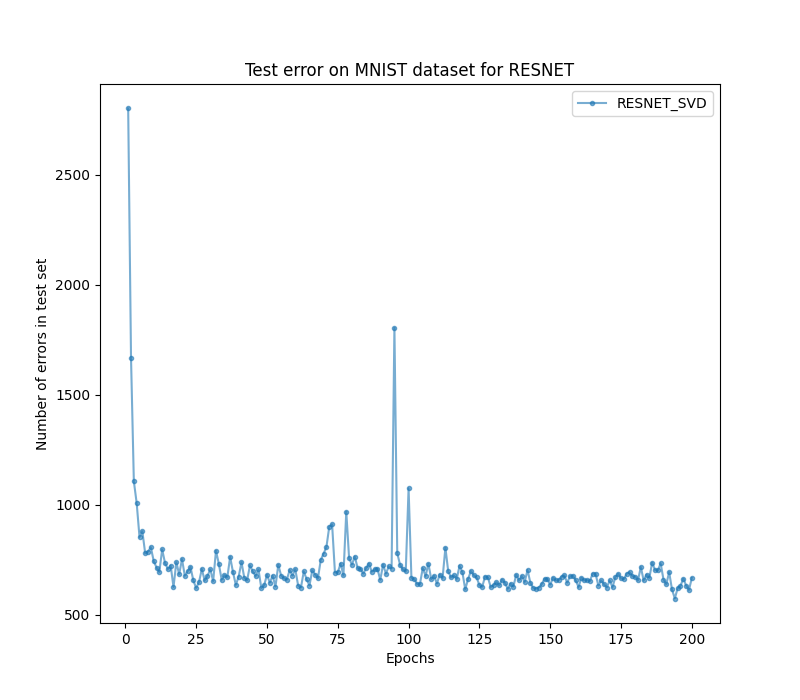 Test error on MNIST dataset for RESNET
RESNET_SVD
2500
2000
1500
1000
500
Number of errors in test set
0 25 50 75 100 125 150 175 200
Epochs